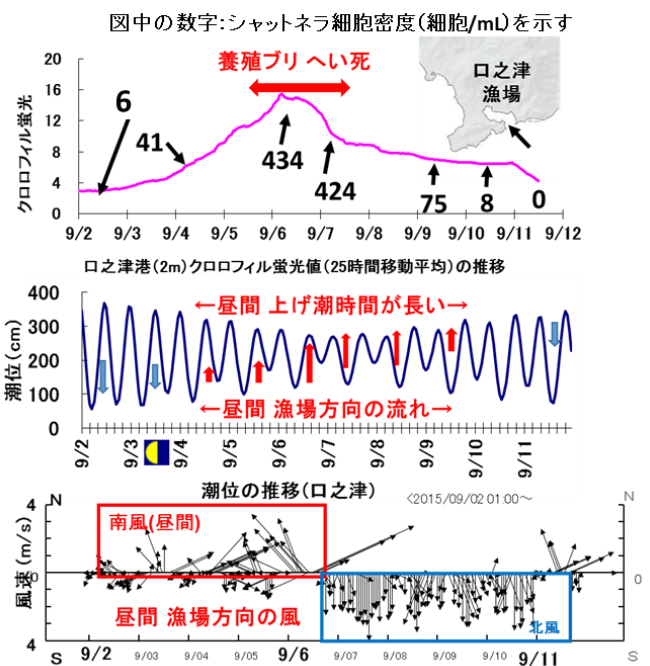 図中の数字:シャットネラ細胞密度(細胞/mL)を示す
養殖ブリ へい死
口之津
漁場
クロロフィル蛍光
20
16
12
8
4
0
6
41
434
424
75
8
0
9/2 9/3 9/4 9/5 9/6 9/7 9/8 9/9 9/10 9/11 9/12
口之津港(2m)クロロフィル蛍光値(25時間移動平均)の推移
潮位(cm)
400
300
200
100
0
←昼間 上げ潮時間が長い→
←昼間 漁場方向の流れ→
9/2 9/3 9/4 9/5 9/6 9/7 9/8 9/9 9/10 9/11
潮位の推移(口之津)
<2015/09/02 01:00~
風速(m/s)
4 N
N
南風(昼間)
0
0
昼間 漁場方向の風
北風
4
S
S
9/2 9/03 9/04 9/05 9/6 9/07 9/08 9/09 9/10 9/11